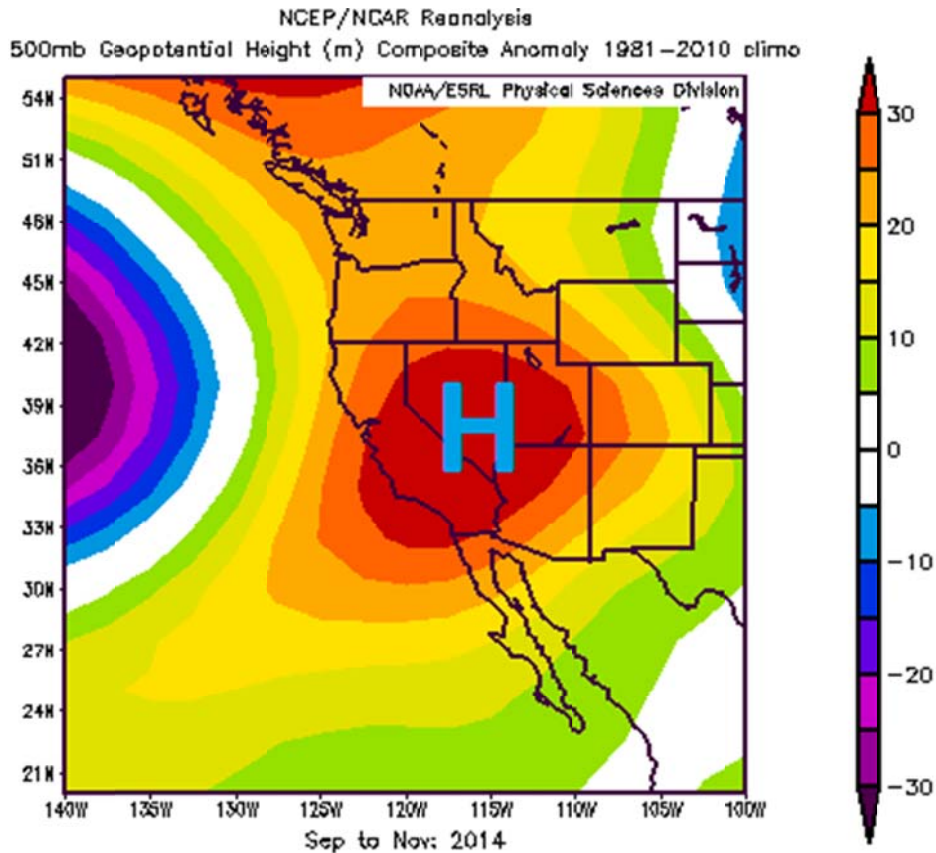 NCEP/NCAR Reanalysis
500mb Geopotential Height (m) Composite Anomaly 1981-2010 climo
NOAA/ESRL Physical Sciences Division
54N
51N
48N
45N
42N
39N
36N
33N
30N
27N
24N
21N
H
140W 135W 130W 125W 120W 115W 110W 105W 100W
Sep to Nov: 2014
30
20
10
0
-10
-20
-30